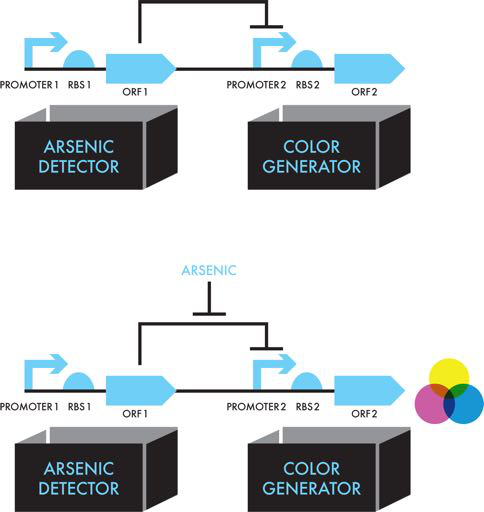 PROMOTER 1 RBS 1 ORF 1 PROMOTER 2 RBS 2 ORF 2
ARSENIC DETECTOR
COLOR GENERATOR
ARSENIC
PROMOTER 1 RBS 1 ORF 1 PROMOTER 2 RBS 2 ORF 2
ARSENIC DETECTOR
COLOR GENERATOR